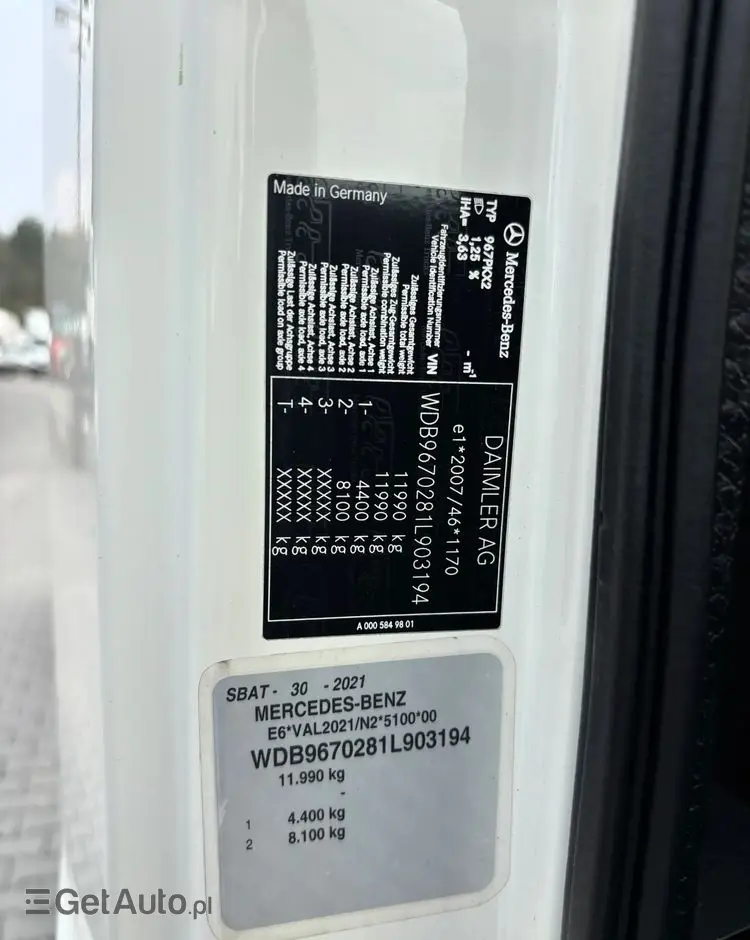 Made in Germany
Mercedes-Benz
TYP 967PKX2
1,25 %
IHA= 3,63 - m⁻¹
Fahrzeugidentifizierungsnummer
Vehicle Identification Number VIN
Zulässiges Gesamtgewicht
Permissible total weight
Zulässiges Zug-Gesamtgewicht
Permissible combination weight
Zulässige Achslast, Achse 1
Permissible axle load, axle 1
Zulässige Achslast, Achse 2
Permissible axle load, axle 2
Zulässige Achslast, Achse 3
Permissible axle load, axle 3
Zulässige Achslast, Achse 4
Permissible axle load, axle 4
Zulässige Last der Achsgruppe
Permissible load on axle group
DAIMLER AG
e1*2007/46*1170
WDB9670281L903194
11990 kg
11990 kg
1- 4400 kg
2- 8100 kg
3- XXXXX kg
4- XXXXX kg
T- XXXXX kg
A 000 584 98 01
SBAT - 30 - 2021
MERCEDES-BENZ
E6*VAL2021/N2*5100*00
WDB9670281L903194
11.990 kg
-
1 4.400 kg
2 8.100 kg
GetAuto.pl